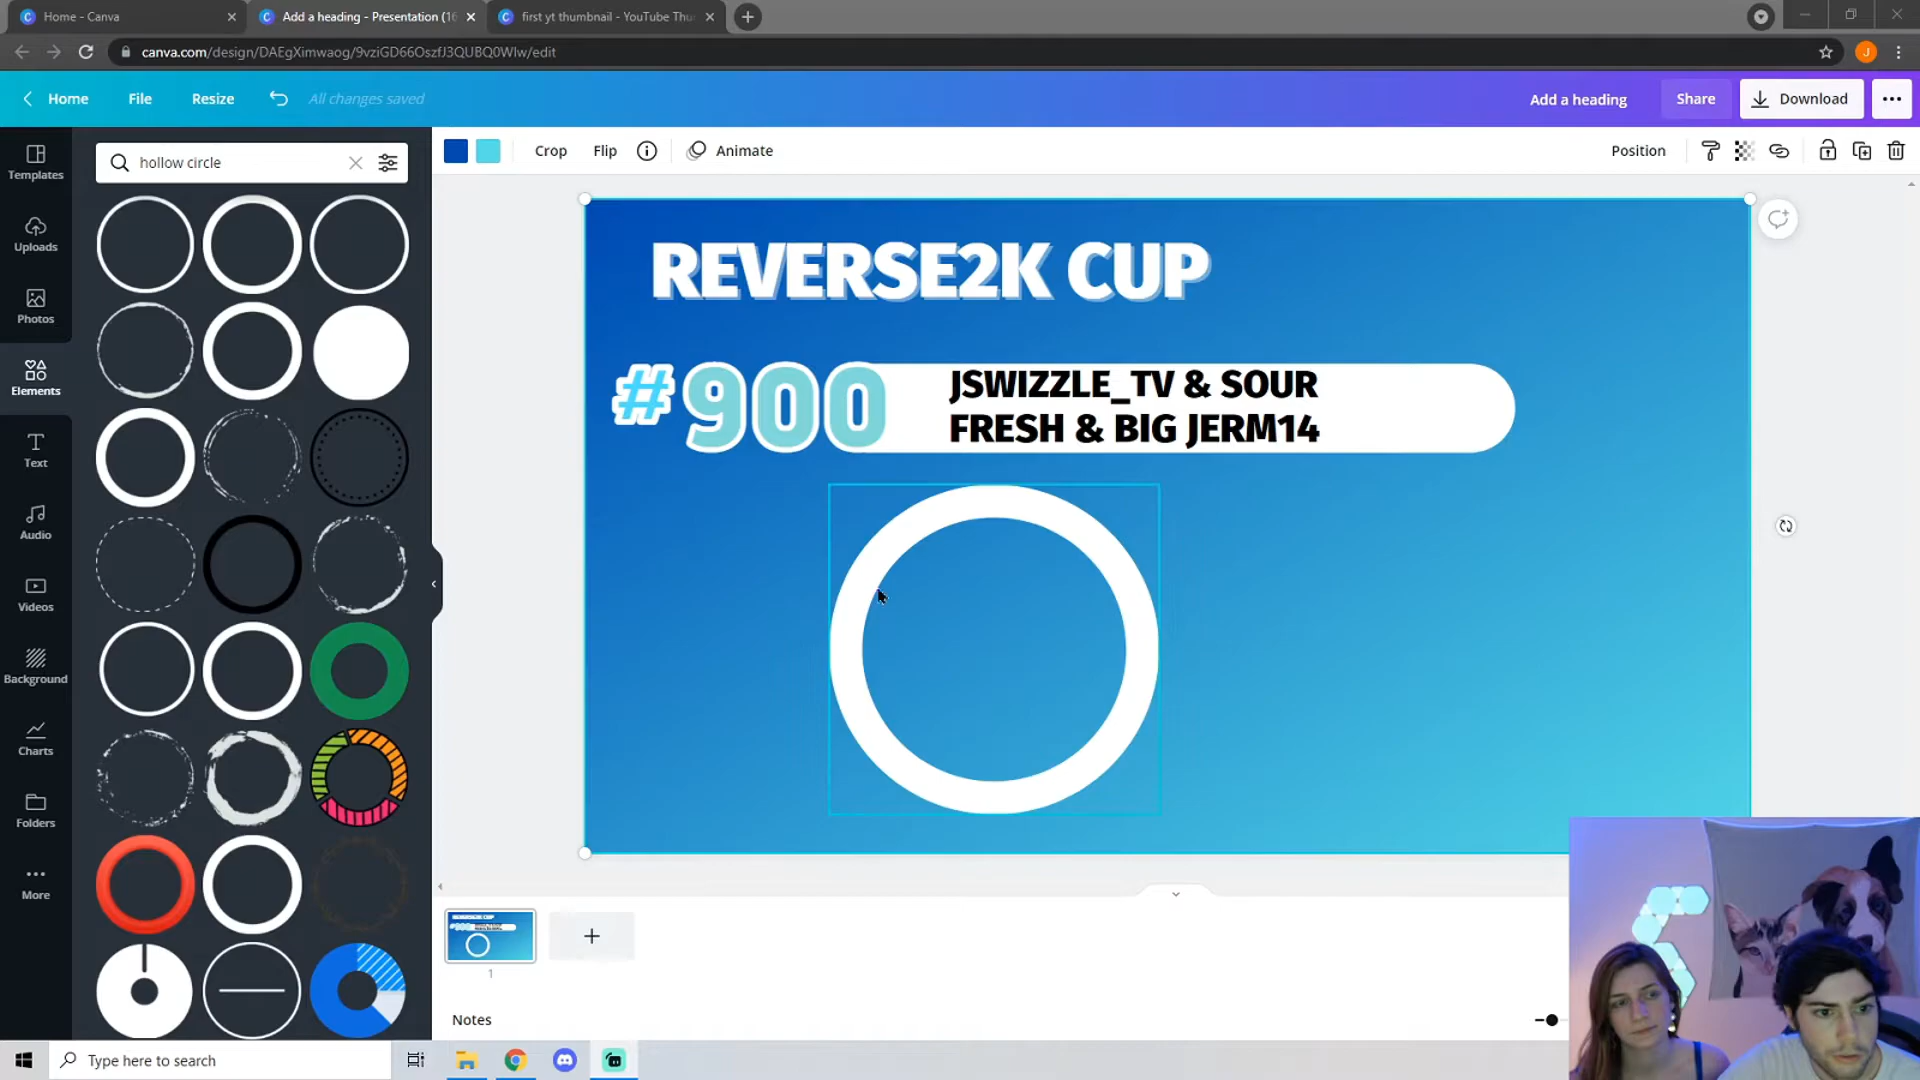 Home - Canva
Add a heading - Presentation (16
first yt thumbnail - YouTube Thu
canva.com/design/DAEgXimwaog/9vziGD66OszfJ3QUBQ0WIw/edit
Home
File
Resize
All changes saved
Add a heading
Share
Download
Templates
Uploads
Photos
Elements
Text
Audio
Videos
Background
Charts
Folders
More
hollow circle
Crop
Flip
Animate
Position
REVERSE2K CUP
#900
JSWIZZLE_TV & SOUR
FRESH & BIG JERM14
1
Notes
Type here to search
J